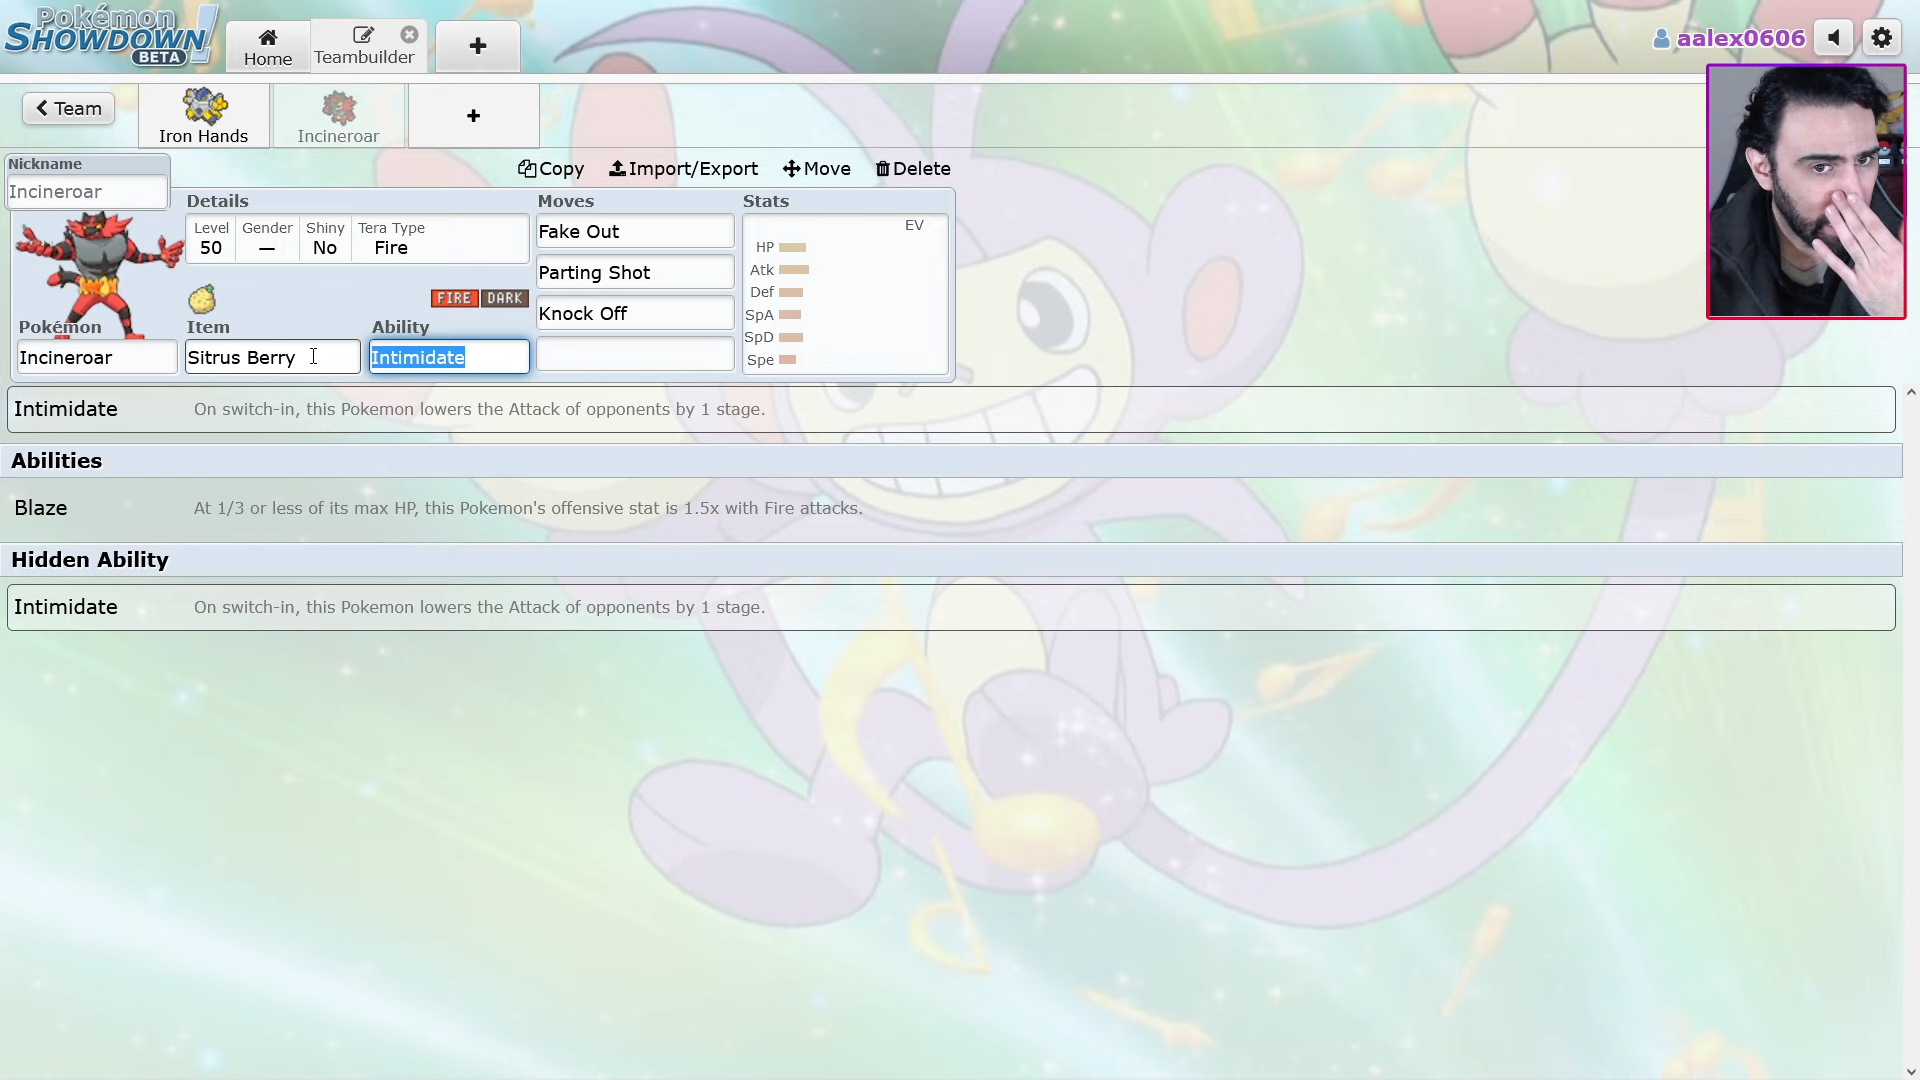 Pokémon
SHOWDOWN!
BETA
Home
Teambuilder
+
aalex0606
Team
Iron Hands
Incineroar
+
Nickname
Incineroar
Copy
Import/Export
Move
Delete
Details
Level
Gender
Shiny
Tera Type
50
—
No
Fire
FIRE
DARK
Pokémon
Item
Ability
Incineroar
Sitrus Berry
Intimidate
Moves
Fake Out
Parting Shot
Knock Off
Stats
EV
HP
Atk
Def
SpA
SpD
Spe
Intimidate
On switch-in, this Pokemon lowers the Attack of opponents by 1 stage.
Abilities
Blaze
At 1/3 or less of its max HP, this Pokemon's offensive stat is 1.5x with Fire attacks.
Hidden Ability
Intimidate
On switch-in, this Pokemon lowers the Attack of opponents by 1 stage.